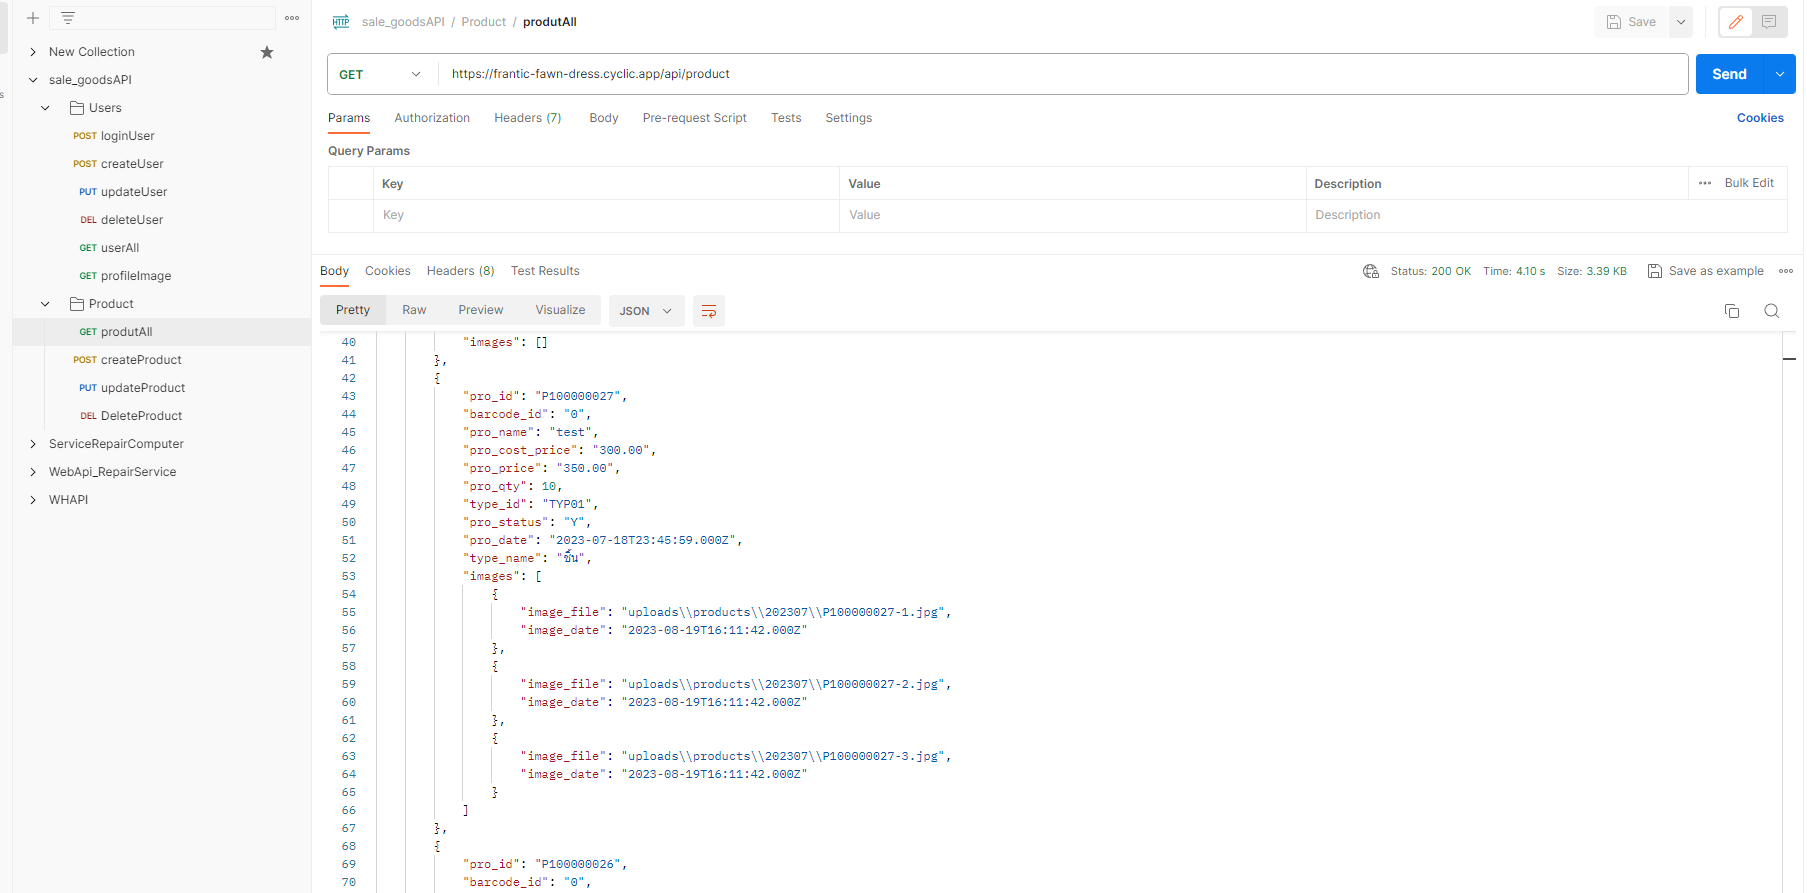 sale_goodsAPI / Product / produtAll
Save
New Collection
sale_goodsAPI
Users
POST loginUser
POST createUser
PUT updateUser
DEL deleteUser
GET userAll
GET profileImage
Product
GET produtAll
POST createProduct
PUT updateProduct
DEL DeleteProduct
ServiceRepairComputer
WebApi_RepairService
WHAPI
s
GET https://frantic-fawn-dress.cyclic.app/api/product Send
Params Authorization Headers (7) Body Pre-request Script Tests Settings Cookies
Query Params
Key Value Description Bulk Edit
Key Value Description
Body Cookies Headers (8) Test Results Status: 200 OK Time: 4.10 s Size: 3.39 KB Save as example
Pretty Raw Preview Visualize JSON
40 "images": []
41 },
42 {
43 "pro_id": "P100000027",
44 "barcode_id": "0",
45 "pro_name": "test",
46 "pro_cost_price": "300.00",
47 "pro_price": "350.00",
48 "pro_qty": 10,
49 "type_id": "TYP01",
50 "pro_status": "Y",
51 "pro_date": "2023-07-18T23:45:59.000Z",
52 "type_name": "ชิ้น",
53 "images": [
54 {
55 "image_file": "uploads\\products\\202307\\P100000027-1.jpg",
56 "image_date": "2023-08-19T16:11:42.000Z"
57 },
58 {
59 "image_file": "uploads\\products\\202307\\P100000027-2.jpg",
60 "image_date": "2023-08-19T16:11:42.000Z"
61 },
62 {
63 "image_file": "uploads\\products\\202307\\P100000027-3.jpg",
64 "image_date": "2023-08-19T16:11:42.000Z"
65 }
66 ]
67 },
68 {
69 "pro_id": "P100000026",
70 "barcode_id": "0",